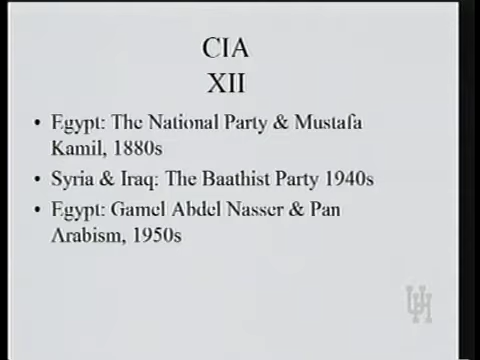 CIA
XII
• Egypt: The National Party & Mustafa
Kamil, 1880s
• Syria & Iraq: The Baathist Party 1940s
• Egypt: Gamel Abdel Nasser & Pan
Arabism, 1950s
UH